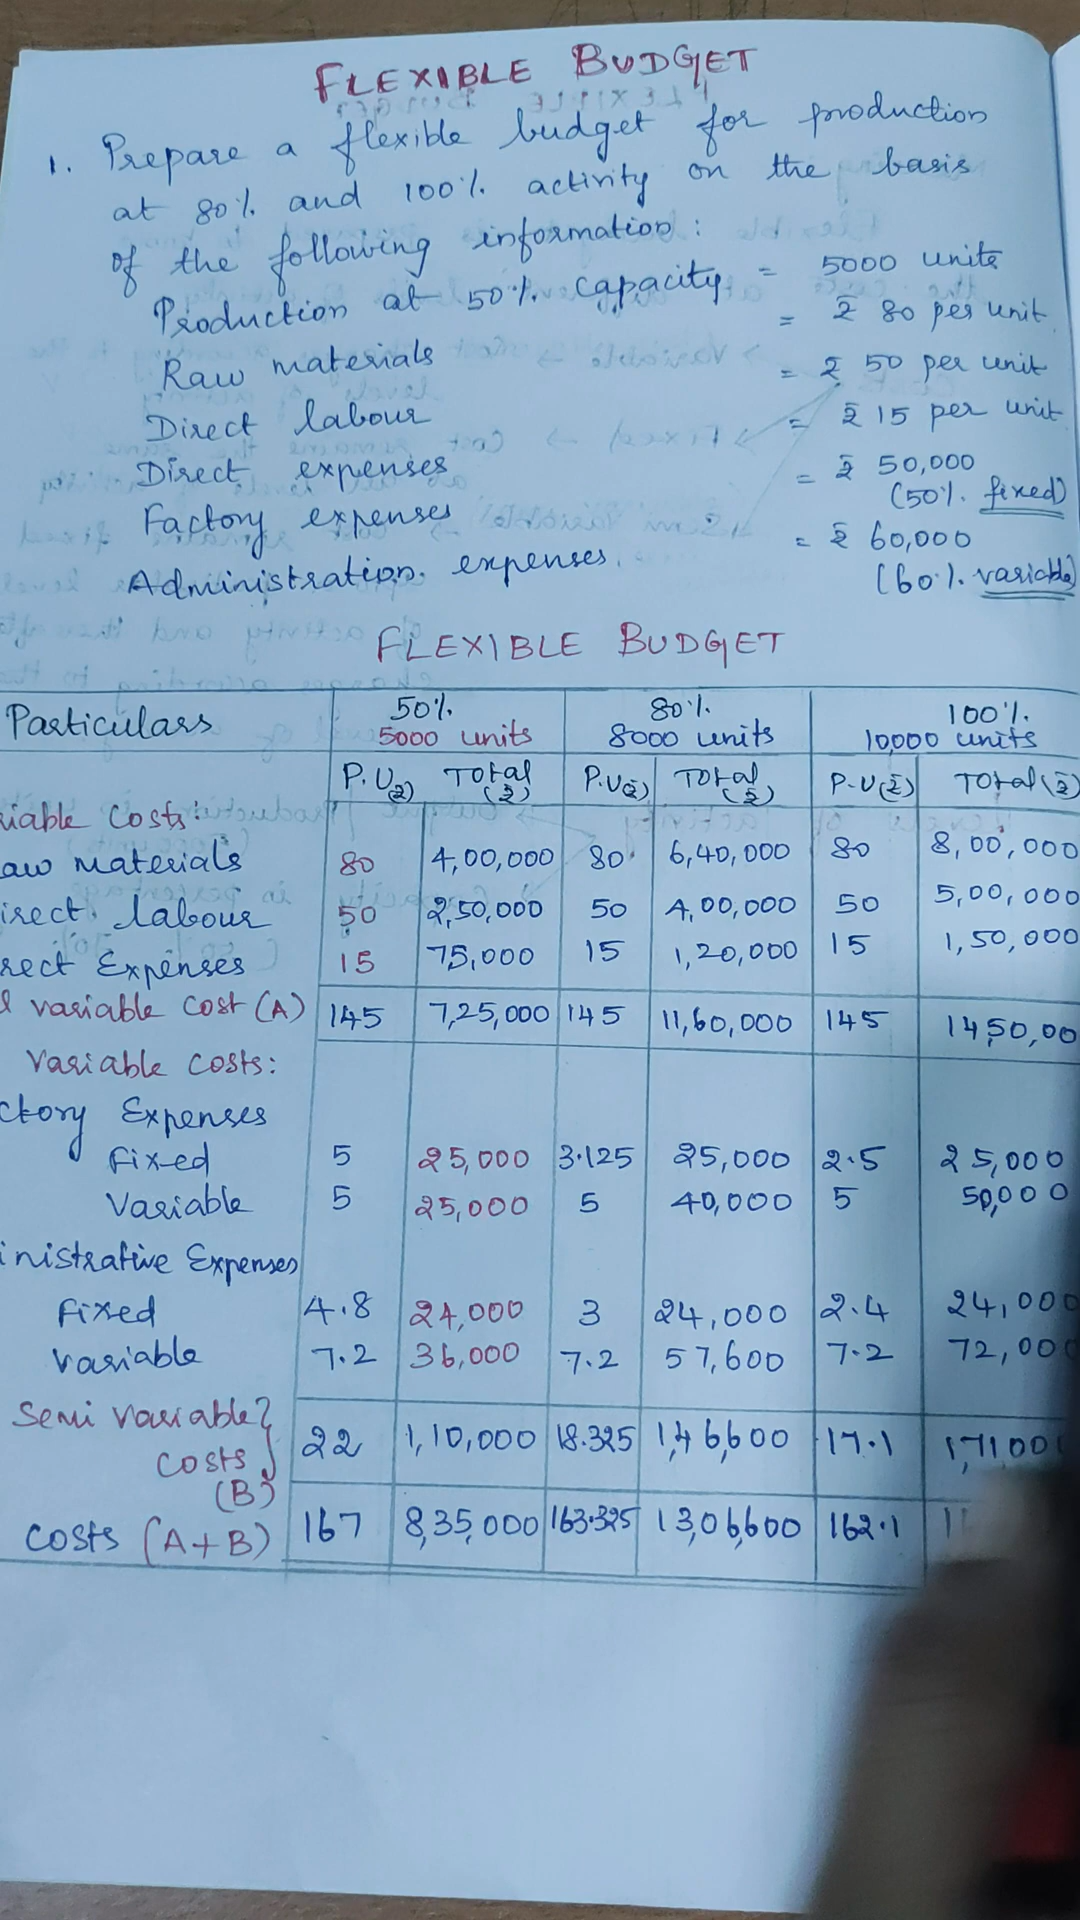 FLEXIBLE BUDGET
1. Prepare a flexible budget for production
at 80% and 100% activity on the basis
of the following information:
Production at 50% capacity = 5000 units
Raw materials = ₹ 80 per unit
Direct labour = ₹ 50 per unit
Direct expenses = ₹ 15 per unit
Factory expenses = ₹ 50,000
(50% fixed)
Administration expenses. = ₹ 60,000
(60% variable)
FLEXIBLE BUDGET
Particulars 50% 5000 units 80% 8000 units 100% 10,000 units
P.U(₹) Total (₹) P.U(₹) Total (₹) P.U(₹) Total (₹)
iable Costs:
aw materials 80 4,00,000 80 6,40,000 80 8,00,000
irect labour 50 2,50,000 50 4,00,000 50 5,00,000
rect Expenses 15 75,000 15 1,20,000 15 1,50,000
l variable cost (A) 145 7,25,000 145 11,60,000 145 1450,00
Variable costs:
ctory Expenses
Fixed 5 25,000 3.125 25,000 2.5 25,000
Variable 5 25,000 5 40,000 5 50,000
inistrative Expenses
Fixed 4.8 24,000 3 24,000 2.4 24,000
Variable 7.2 36,000 7.2 57,600 7.2 72,000
Semi variable } costs (B) 22 1,10,000 18.325 1,46,600 17.1 1,71,00
Costs (A+B) 167 8,35,000 163.325 13,06,600 162.1